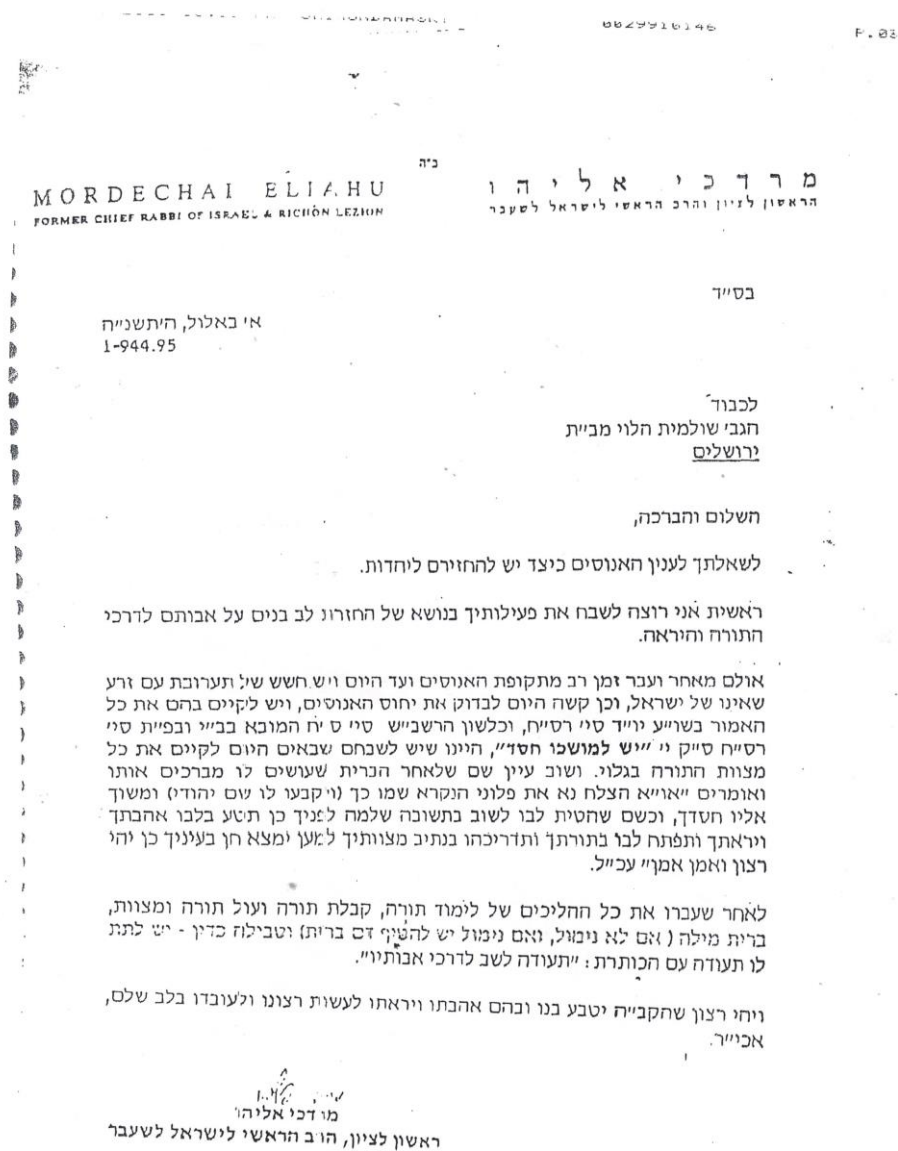 0029916146
P.03
ב"ה
מרדכי אליהו
הראשון לציון והרב הראשי לישראל לשעבר
MORDECHAI ELIAHU
FORMER CHIEF RABBI OF ISRAEL & RICHON LEZION
בסי"ד
אי באלול, היתשנ"ה
1-944.95
לכבוד
הגבי שולמית הלוי מב"ת
ירושלים
השלום והברכה,
לשאלתך לענין האנוסים כיצד יש להחזירם ליהדות.
ראשית אני רוצה לשבח את פעילותיך בנושא של החזרת לב בנים על אבותם לדרכי
התורה והיראה.
אולם מאחר ועבר זמן רב מתקופת האנוסים ועד היום ויש חשש של תערובת עם זרע
שאינו של ישראל, וכן קשה היום לבדוק את יחוס האנוסים, ויש לקיים בהם את כל
האמור בשו"ע יו"ד סי' רס"ח, וכלשון הרשב"ש סי' ס"ח המובא בב"י ובפ"ת סי'
רס"ח ס"ק י' "יש למושכו חסד", היינו שיש לשבחם שבאים היום לקיים את כל
מצוות התורה בגלוי. ושוב עיין שם שלאחר הברית שעושים לו מברכים אותו
ואומרים "או"א הצלח נא את פלוני הנקרא שמו כך (ויקבעו לו שם יהודי) ומשוך
אליו חסדך, וכשם שהטית לבו לשוב בתשובה שלמה לפניך כן תיטע בלבו אהבתך
ויראתך ותפתח לבו בתורתך ותדריכהו בנתיב מצוותיך למען ימצא חן בעיניך כן יהי
רצון ואמן אמן" עכ"ל.
לאחר שעברו את כל ההליכים של לימוד תורה, קבלת תורה ועול תורה ומצוות,
ברית מילה ( אם לא נימול, ואם נימול יש להטיף דם ברית) וטבילה כדין - יש לתת
לו תעודה עם הכותרת: "תעודה לשב לדרכי אבותיו".
ויהי רצון שהקב"ה יטבע בנו ובהם אהבתו ויראתו לעשות רצונו ולעובדו בלב שלם,
אכי"ר.
מרדכי אליהו
ראשון לציון, הרב הראשי לישראל לשעבר